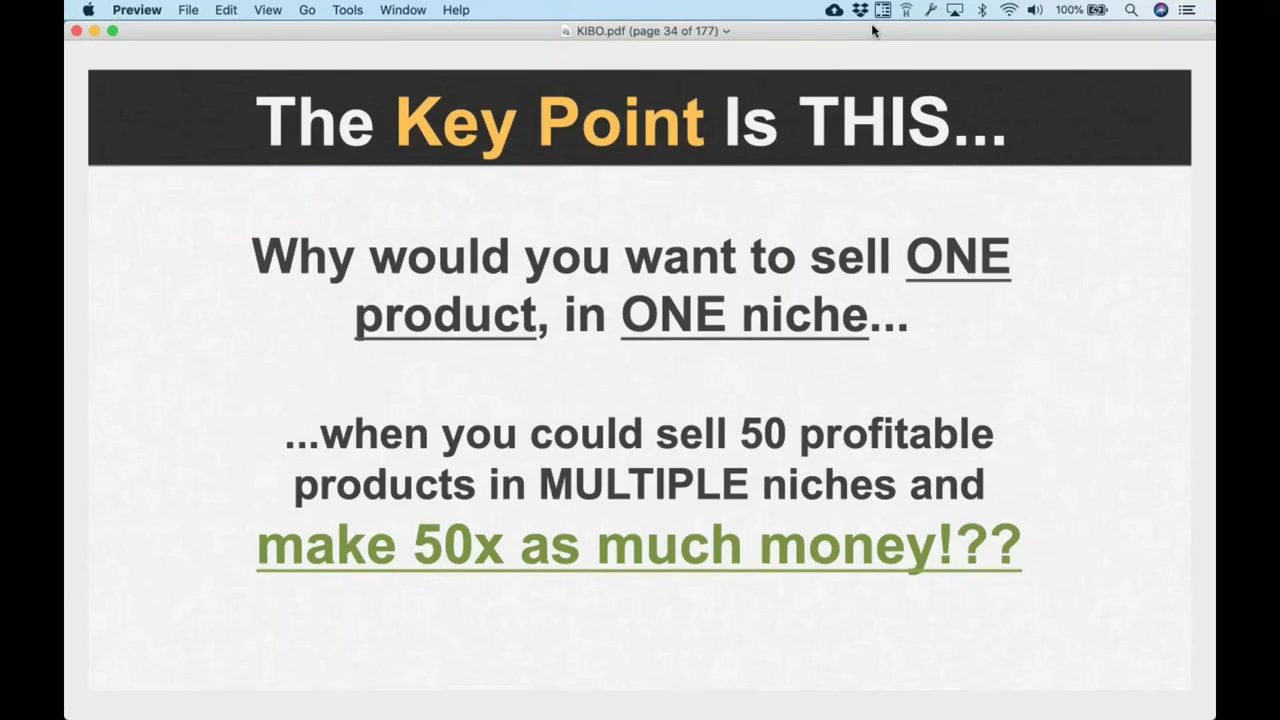 Preview File Edit View Go Tools Window Help 100%
KIBO.pdf (page 34 of 177)
The Key Point Is THIS...
Why would you want to sell ONE
product, in ONE niche...
...when you could sell 50 profitable
products in MULTIPLE niches and
make 50x as much money!??